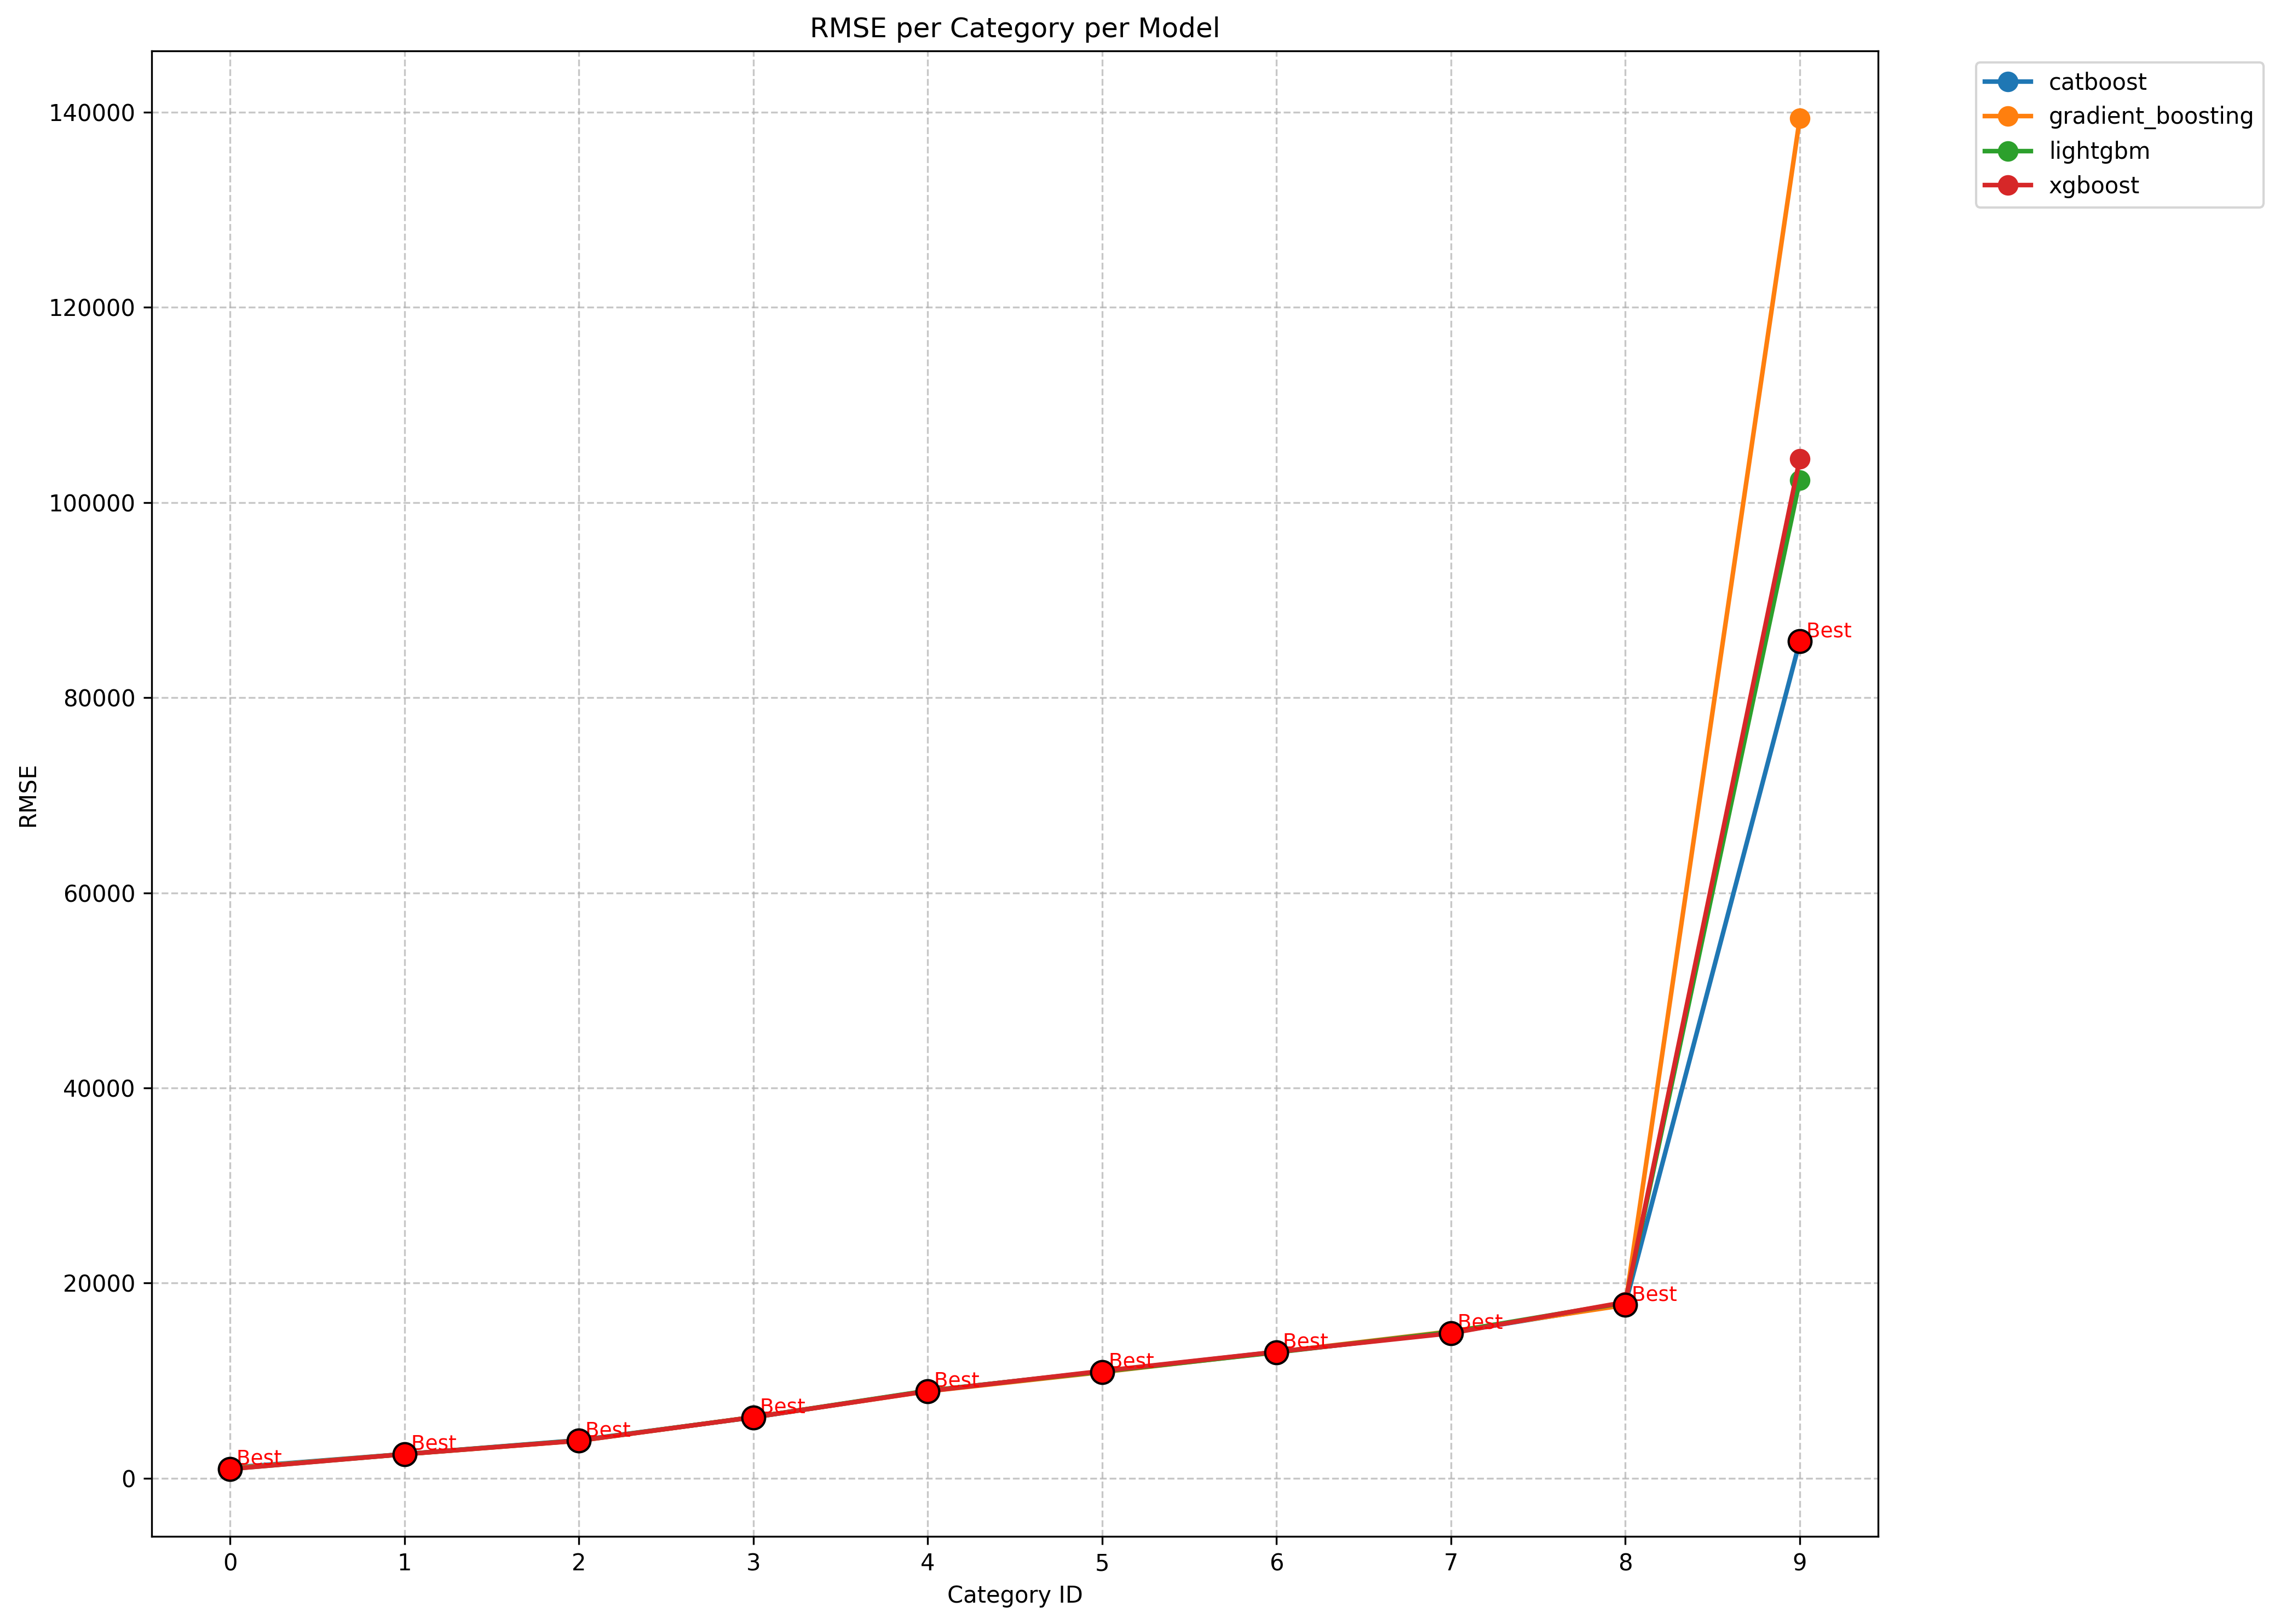 RMSE per Category per Model
catboost
gradient_boosting
lightgbm
xgboost
140000
120000
100000
80000
60000
40000
20000
0
RMSE
Best
Best
Best
Best
Best
Best
Best
Best
Best
Best
0 1 2 3 4 5 6 7 8 9
Category ID